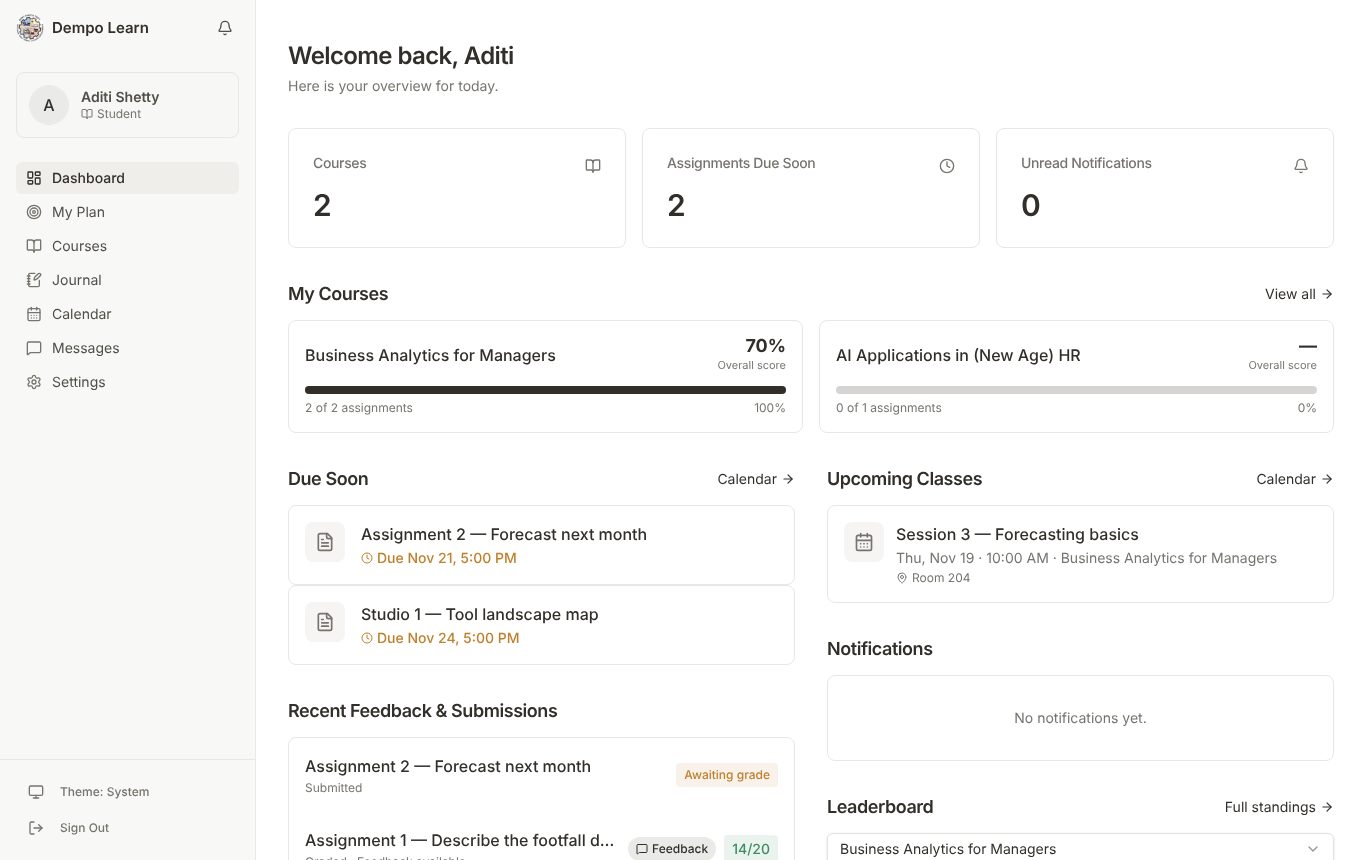 Dempo Learn
A
Aditi Shetty
Student
Dashboard
My Plan
Courses
Journal
Calendar
Messages
Settings
Theme: System
Sign Out
Welcome back, Aditi
Here is your overview for today.
Courses
2
Assignments Due Soon
2
Unread Notifications
0
My Courses
View all →
Business Analytics for Managers
70%
Overall score
2 of 2 assignments
100%
AI Applications in (New Age) HR
—
Overall score
0 of 1 assignments
0%
Due Soon
Calendar →
Assignment 2 — Forecast next month
Due Nov 21, 5:00 PM
Studio 1 — Tool landscape map
Due Nov 24, 5:00 PM
Recent Feedback & Submissions
Assignment 2 — Forecast next month
Submitted
Awaiting grade
Assignment 1 — Describe the footfall d...
Feedback
14/20
Graded · Feedback available
Upcoming Classes
Calendar →
Session 3 — Forecasting basics
Thu, Nov 19 · 10:00 AM · Business Analytics for Managers
Room 204
Notifications
No notifications yet.
Leaderboard
Full standings →
Business Analytics for Managers